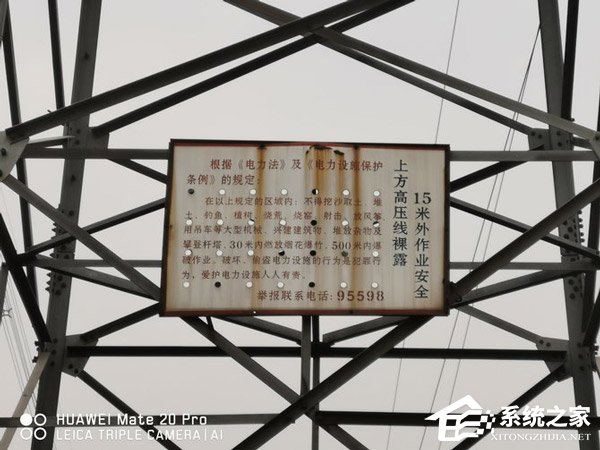 根据《电力法》及《电力设施保护
条例》的规定：
在以上规定的区域内：不得挖沙取土、堆
土、钓鱼、植树、烧荒、烧窑、射击、放风筝
用吊车等大型机械、兴建建筑物、堆放杂物及
攀登杆塔、30米内燃放烟花爆竹、500米内爆
破作业。破坏、偷盗电力设施的行为是犯罪行
为，爱护电力设施人人有责。
举报联系电话：95598
上方高压线裸露
15米外作业安全
HUAWEI Mate 20 Pro
LEICA TRIPLE CAMERA | AI
系统之家
XITONGZHIJIA.NET